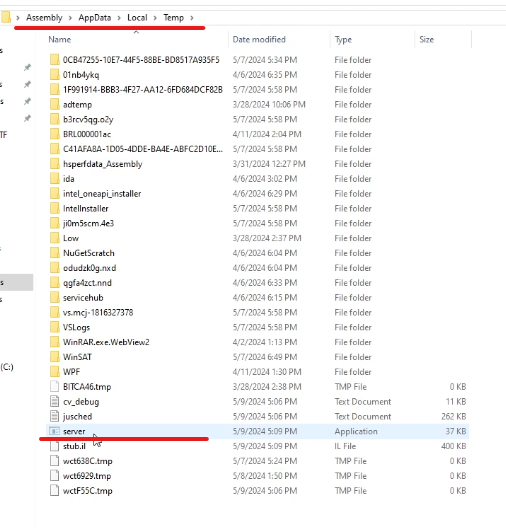 Assembly > AppData > Local > Temp >
Name Date modified Type Size
0CB47255-10E7-44F5-88BE-BD8517A935F5 5/7/2024 5:34 PM File folder
01nb4ykq 4/6/2024 6:35 PM File folder
1F991914-BBB3-4F27-AA12-6FD684DCF82B 5/7/2024 5:58 PM File folder
adtemp 3/28/2024 10:06 PM File folder
b3rcv5qg.o2y 5/7/2024 5:58 PM File folder
BRL000001ac 4/11/2024 2:04 PM File folder
C41AFA8A-1D05-4DDE-BA4E-ABFC2D10E... 5/7/2024 5:58 PM File folder
hsperfdata_Assembly 3/31/2024 12:27 PM File folder
ida 4/6/2024 3:02 PM File folder
intel_oneapi_installer 4/6/2024 6:29 PM File folder
IntelInstaller 5/7/2024 5:58 PM File folder
ji0m5scm.4e3 5/7/2024 5:58 PM File folder
Low 3/28/2024 2:37 PM File folder
NuGetScratch 4/6/2024 6:04 PM File folder
odudzk0g.nxd 4/6/2024 6:04 PM File folder
qgfa4zct.nnd 4/6/2024 6:33 PM File folder
servicehub 4/6/2024 6:15 PM File folder
vs.mcj-1816327378 5/7/2024 5:58 PM File folder
VSLogs 5/7/2024 5:58 PM File folder
WinRAR.exe.WebView2 4/2/2024 1:13 PM File folder
WinSAT 5/7/2024 6:49 PM File folder
WPF 4/11/2024 1:30 PM File folder
BITCA46.tmp 3/28/2024 2:38 PM TMP File 0 KB
cv_debug 5/9/2024 5:06 PM Text Document 11 KB
jusched 5/9/2024 5:06 PM Text Document 262 KB
server 5/9/2024 5:09 PM Application 37 KB
stub.il 5/9/2024 5:09 PM IL File 400 KB
wct638C.tmp 5/7/2024 5:24 PM TMP File 0 KB
wct6929.tmp 5/8/2024 1:50 PM TMP File 0 KB
wctF55C.tmp 5/9/2024 5:06 PM TMP File 0 KB
TF
(C:)